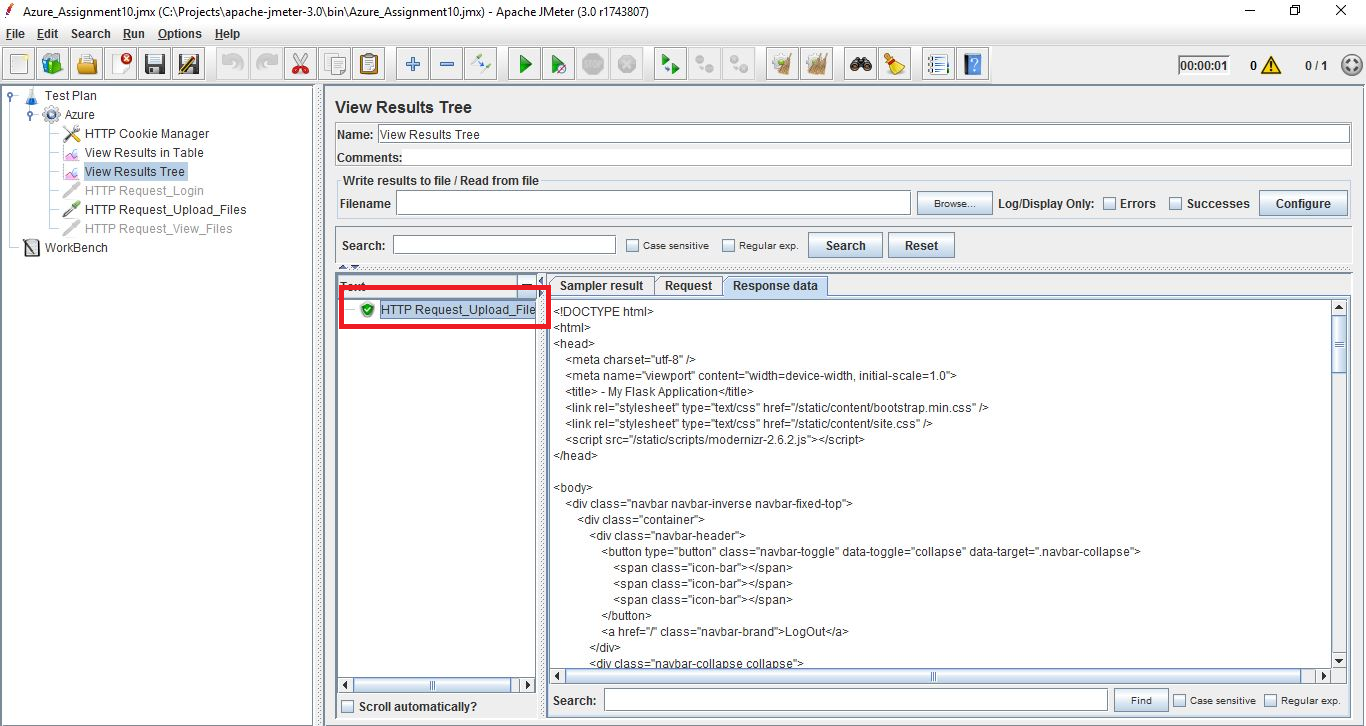 Azure_Assignment10.jmx (C:\Projects\apache-jmeter-3.0\bin\Azure_Assignment10.jmx) - Apache JMeter (3.0 r1743807)
File Edit Search Run Options Help
00:00:01 0 0 / 1
Test Plan
Azure
HTTP Cookie Manager
View Results in Table
View Results Tree
HTTP Request_Login
HTTP Request_Upload_Files
HTTP Request_View_Files
WorkBench
View Results Tree
Name: View Results Tree
Comments:
Write results to file / Read from file
Filename Browse... Log/Display Only: Errors Successes Configure
Search: Case sensitive Regular exp. Search Reset
Text
HTTP Request_Upload_File
Scroll automatically?
Sampler result Request Response data
<!DOCTYPE html>
<html>
<head>
<meta charset="utf-8" />
<meta name="viewport" content="width=device-width, initial-scale=1.0">
<title> - My Flask Application</title>
<link rel="stylesheet" type="text/css" href="/static/content/bootstrap.min.css" />
<link rel="stylesheet" type="text/css" href="/static/content/site.css" />
<script src="/static/scripts/modernizr-2.6.2.js"></script>
</head>
<body>
<div class="navbar navbar-inverse navbar-fixed-top">
<div class="container">
<div class="navbar-header">
<button type="button" class="navbar-toggle" data-toggle="collapse" data-target=".navbar-collapse">
<span class="icon-bar"></span>
<span class="icon-bar"></span>
<span class="icon-bar"></span>
</button>
<a href="/" class="navbar-brand">LogOut</a>
</div>
<div class="navbar-collapse collapse">
Search: Find Case sensitive Regular exp.